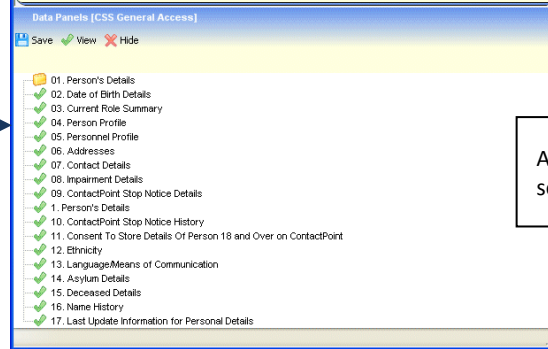 Data Panels [CSS General Access]
Save View Hide
01. Person's Details
02. Date of Birth Details
03. Current Role Summary
04. Person Profile
05. Personnel Profile
06. Addresses
07. Contact Details
08. Impairment Details
09. ContactPoint Stop Notice Details
1. Person's Details
10. ContactPoint Stop Notice History
11. Consent To Store Details Of Person 18 and Over on ContactPoint
12. Ethnicity
13. Language/Means of Communication
14. Asylum Details
15. Deceased Details
16. Name History
17. Last Update Information for Personal Details